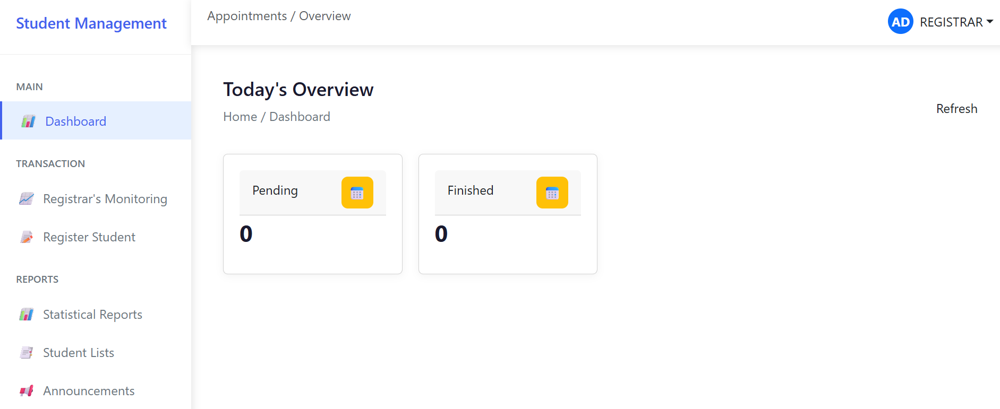 Student Management
MAIN
Dashboard
TRANSACTION
Registrar's Monitoring
Register Student
REPORTS
Statistical Reports
Student Lists
Announcements
Appointments / Overview
AD REGISTRAR
Today's Overview
Home / Dashboard
Refresh
Pending
0
Finished
0